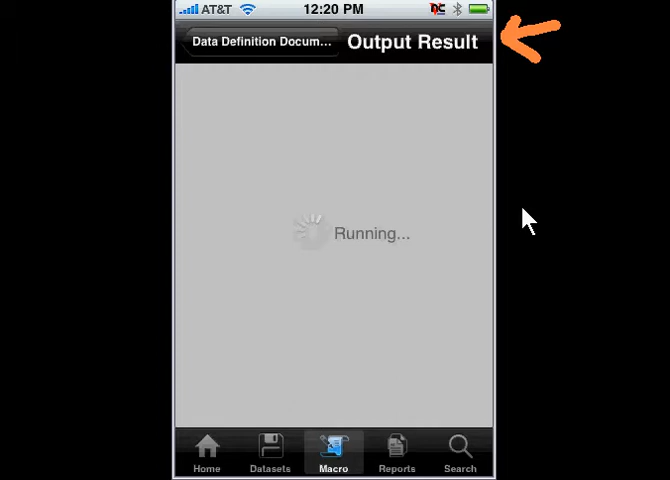 AT&T 12:20 PM
Data Definition Docum... Output Result
Running...
Home Datasets Macro Reports Search